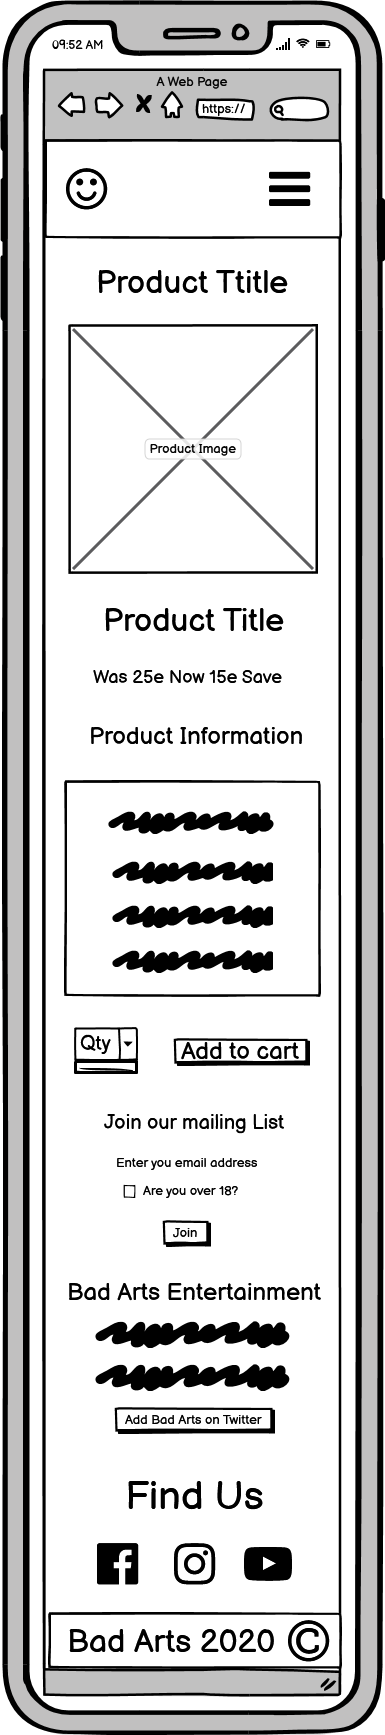 09:52 AM
A Web Page
https://
Product Ttitle
Product Image
Product Title
Was 25e Now 15e Save
Product Information
Qty
Add to cart
Join our mailing List
Enter you email address
Are you over 18?
Join
Bad Arts Entertainment
Add Bad Arts on Twitter
Find Us
Bad Arts 2020 ©